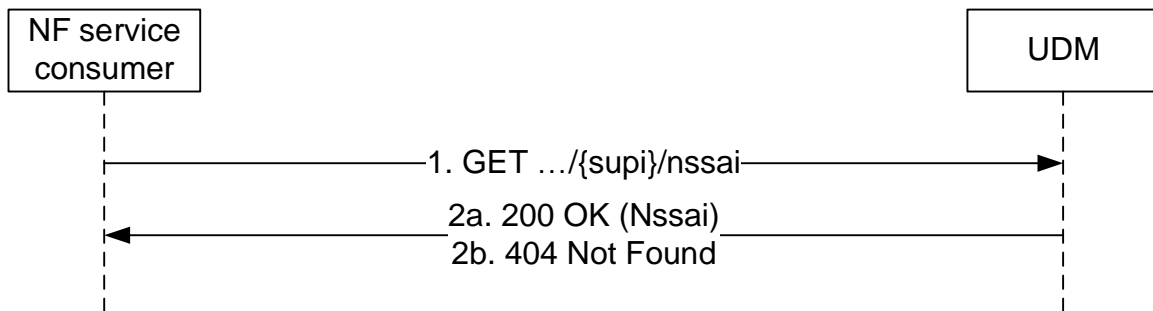 NF service
consumer
UDM
1. GET …/{supi}/nssai
2a. 200 OK (Nssai)
2b. 404 Not Found